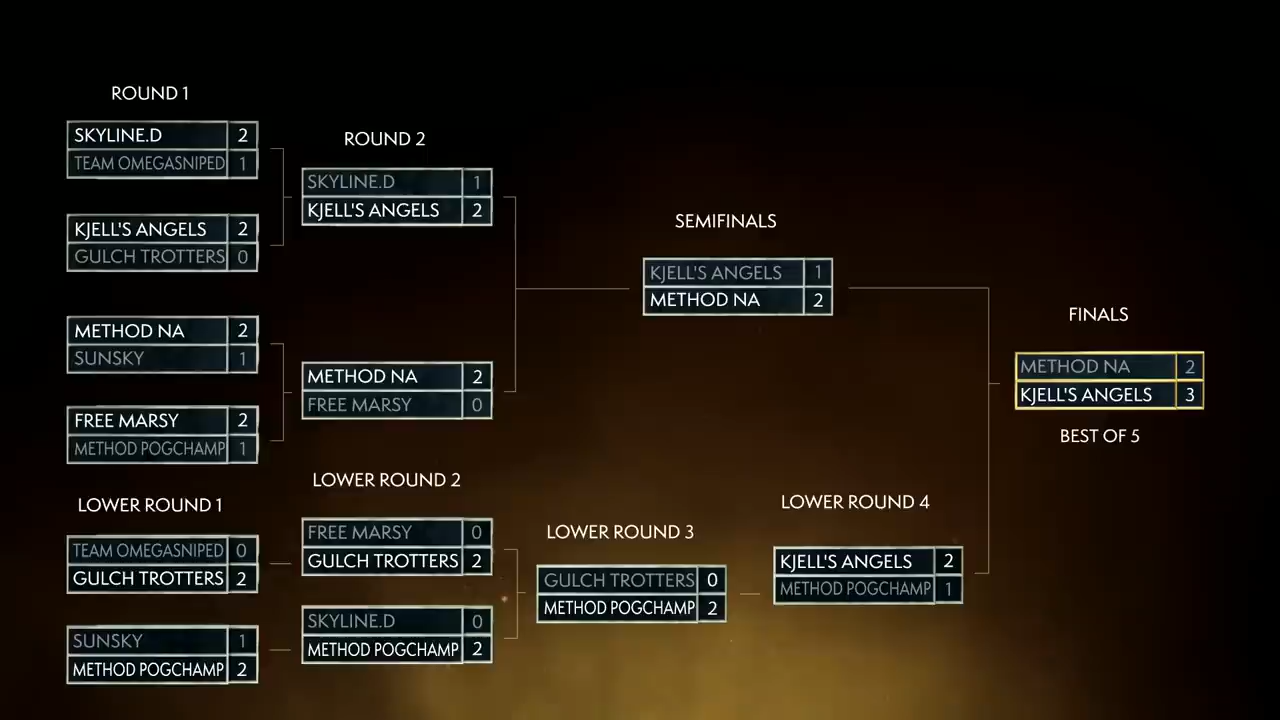 ROUND 1
SKYLINE.D 2
TEAM OMEGASNIPED 1
KJELL'S ANGELS 2
GULCH TROTTERS 0
METHOD NA 2
SUNSKY 1
FREE MARSY 2
METHOD POGCHAMP 1
ROUND 2
SKYLINE.D 1
KJELL'S ANGELS 2
METHOD NA 2
FREE MARSY 0
SEMIFINALS
KJELL'S ANGELS 1
METHOD NA 2
FINALS
METHOD NA 2
KJELL'S ANGELS 3
BEST OF 5
LOWER ROUND 1
TEAM OMEGASNIPED 0
GULCH TROTTERS 2
SUNSKY 1
METHOD POGCHAMP 2
LOWER ROUND 2
FREE MARSY 0
GULCH TROTTERS 2
SKYLINE.D 0
METHOD POGCHAMP 2
LOWER ROUND 3
GULCH TROTTERS 0
METHOD POGCHAMP 2
LOWER ROUND 4
KJELL'S ANGELS 2
METHOD POGCHAMP 1